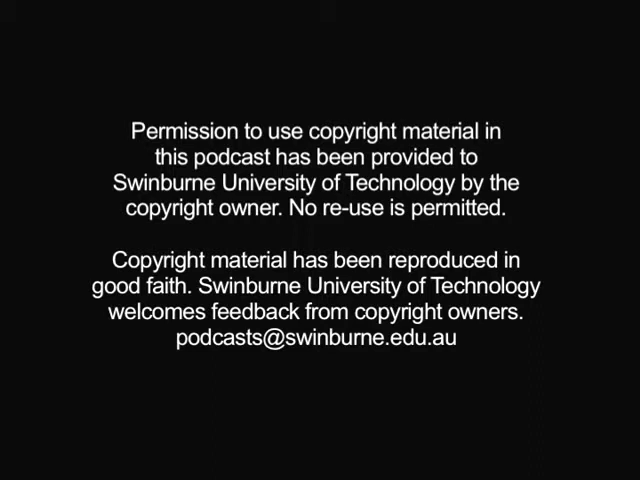 Permission to use copyright material in
this podcast has been provided to
Swinburne University of Technology by the
copyright owner. No re-use is permitted.
Copyright material has been reproduced in
good faith. Swinburne University of Technology
welcomes feedback from copyright owners.
podcasts@swinburne.edu.au